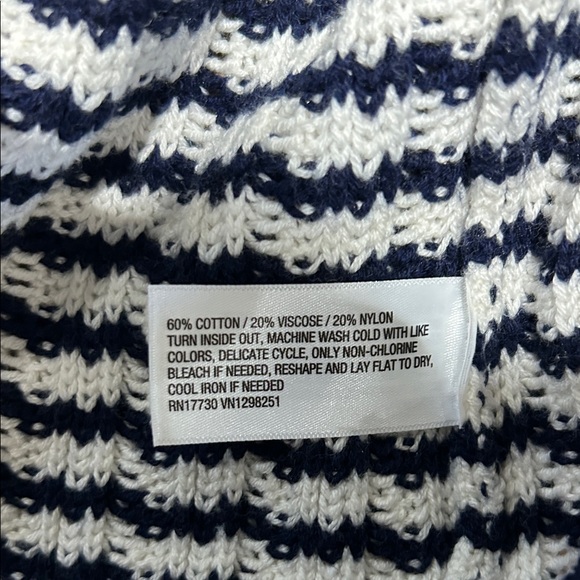 60% COTTON / 20% VISCOSE / 20% NYLON
TURN INSIDE OUT, MACHINE WASH COLD WITH LIKE
COLORS, DELICATE CYCLE, ONLY NON-CHLORINE
BLEACH IF NEEDED, RESHAPE AND LAY FLAT TO DRY,
COOL IRON IF NEEDED
RN17730 VN1298251